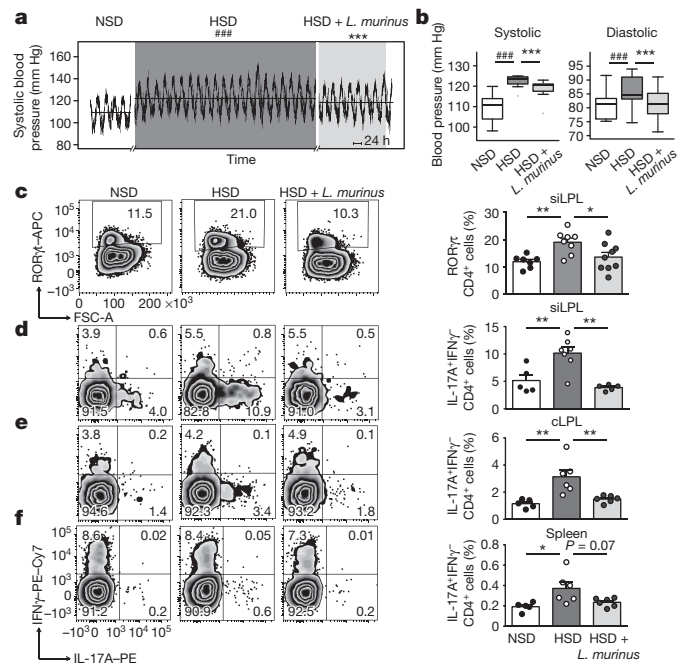 a
NSD
HSD
###
HSD + L. murinus
***
Systolic blood
pressure (mm Hg)
160
140
120
100
80
24 h
Time
b
Systolic
Diastolic
Blood pressure (mm Hg)
130
120
110
100
### ***
NSD
HSD
HSD +
L. murinus
95
90
85
80
75
70
### ***
NSD
HSD
HSD +
L. murinus
c
NSD
HSD
HSD + L. murinus
RORγt–APC
10⁵
10⁴
10³
0
−10³
11.5
21.0
10.3
0 100 200 ×10³
FSC-A
siLPL
RORγt
CD4⁺ cells (%)
30
20
10
0
** *
d
3.9 0.6
91.5 4.0
5.5 0.8
82.8 10.9
5.5 0.5
91.0 3.1
siLPL
IL-17A⁺IFNγ⁻
CD4⁺ cells (%)
15
10
5
0
** **
e
3.8 0.2
94.6 1.4
4.2 0.1
92.3 3.4
4.9 0.1
93.2 1.8
cLPL
IL-17A⁺IFNγ⁻
CD4⁺ cells (%)
6
4
2
0
** **
f
IFNγ–PE–Cy7
10⁵
10⁴
10³
0
−10³
8.6 0.02
91.2 0.2
8.4 0.05
90.9 0.6
7.3 0.01
92.5 0.2
−10³ 0 10³ 10⁴ 10⁵
IL-17A–PE
Spleen
IL-17A⁺IFNγ⁻
CD4⁺ cells (%)
0.8
0.6
0.4
0.2
0
* P = 0.07
NSD
HSD
HSD +
L. murinus